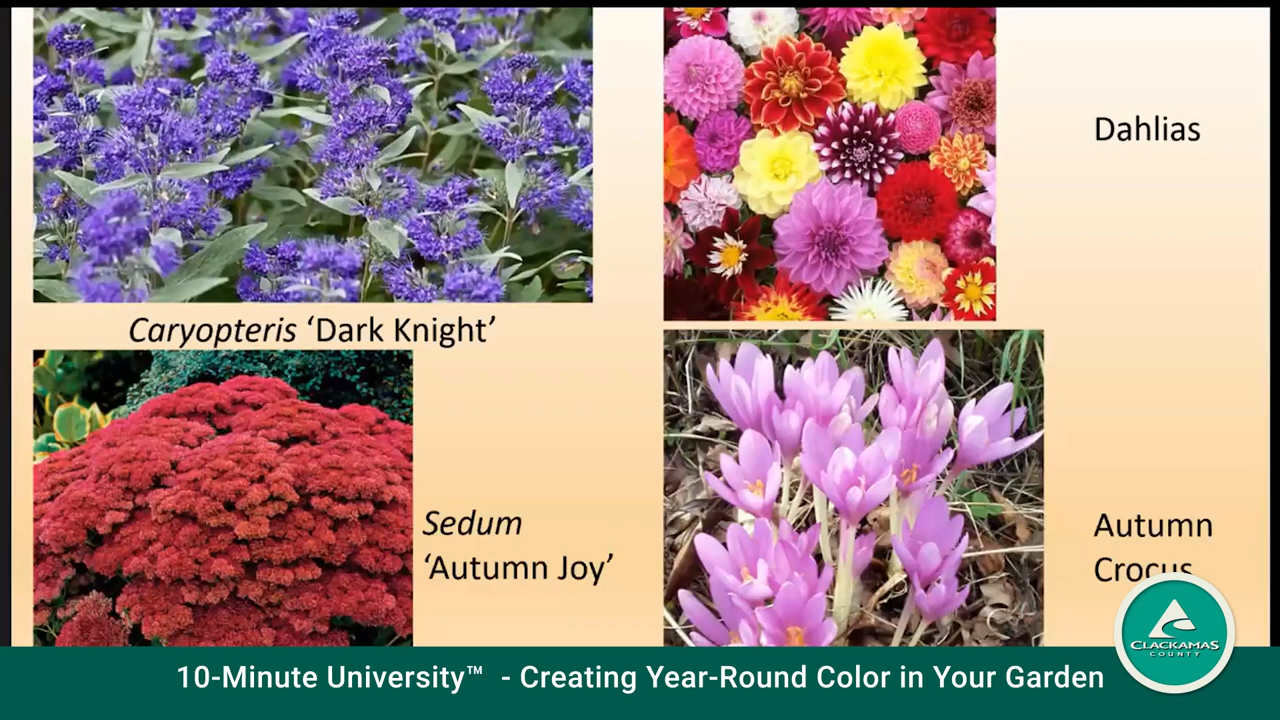 Dahlias
Caryopteris ‘Dark Knight’
Sedum
‘Autumn Joy’
Autumn
Crocus
CLACKAMAS
COUNTY
10-Minute University™ - Creating Year-Round Color in Your Garden